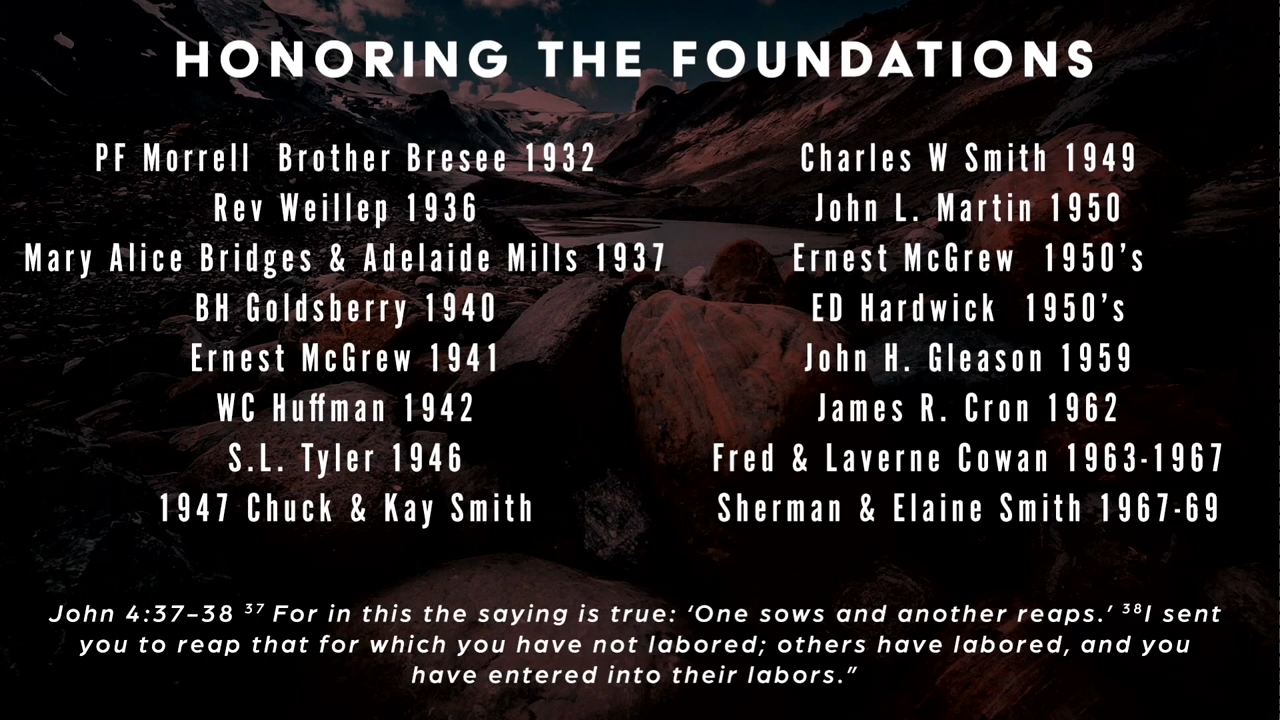 HONORING THE FOUNDATIONS
PF Morrell  Brother Bresee 1932
Rev Weillep 1936
Mary Alice Bridges & Adelaide Mills 1937
BH Goldsberry 1940
Ernest McGrew 1941
WC Huffman 1942
S.L. Tyler 1946
1947 Chuck & Kay Smith
Charles W Smith 1949
John L. Martin 1950
Ernest McGrew  1950’s
ED Hardwick  1950’s
John H. Gleason 1959
James R. Cron 1962
Fred & Laverne Cowan 1963-1967
Sherman & Elaine Smith 1967-69
John 4:37–38 ³⁷ For in this the saying is true: ‘One sows and another reaps.’ ³⁸I sent
you to reap that for which you have not labored; others have labored, and you
have entered into their labors.”